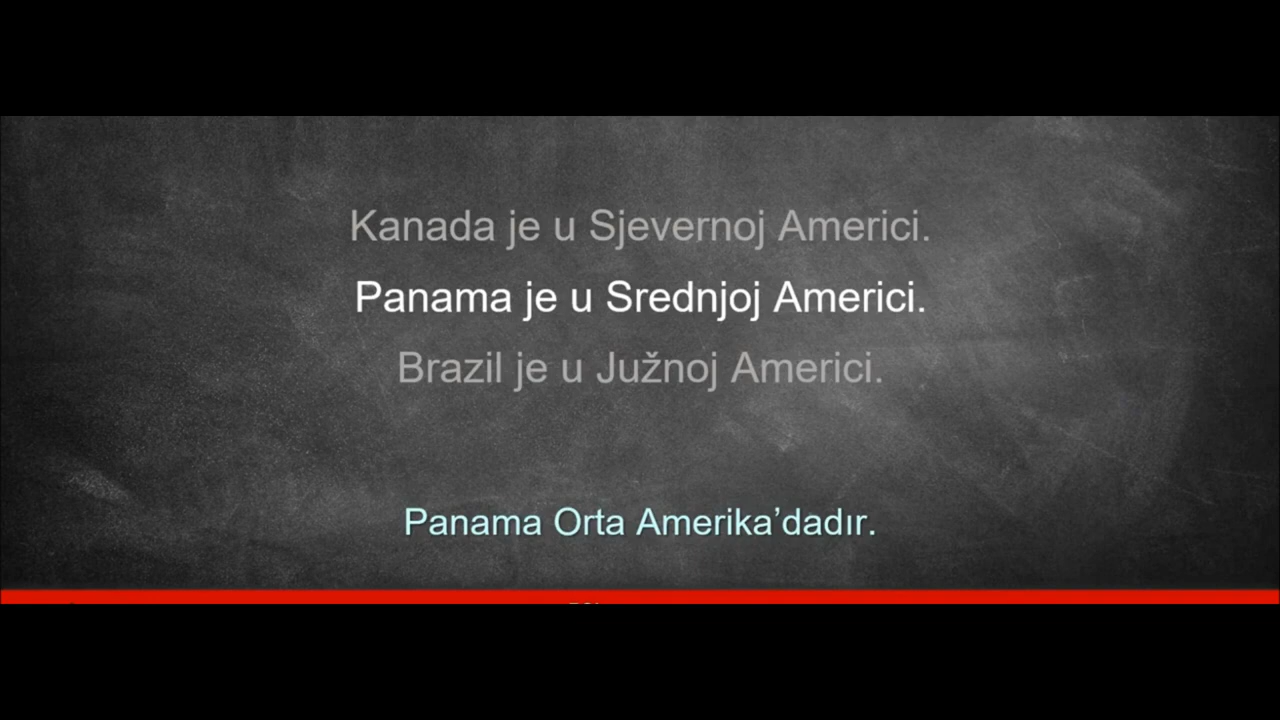 Kanada je u Sjevernoj Americi.
Panama je u Srednjoj Americi.
Brazil je u Južnoj Americi.
Panama Orta Amerika’dadır.